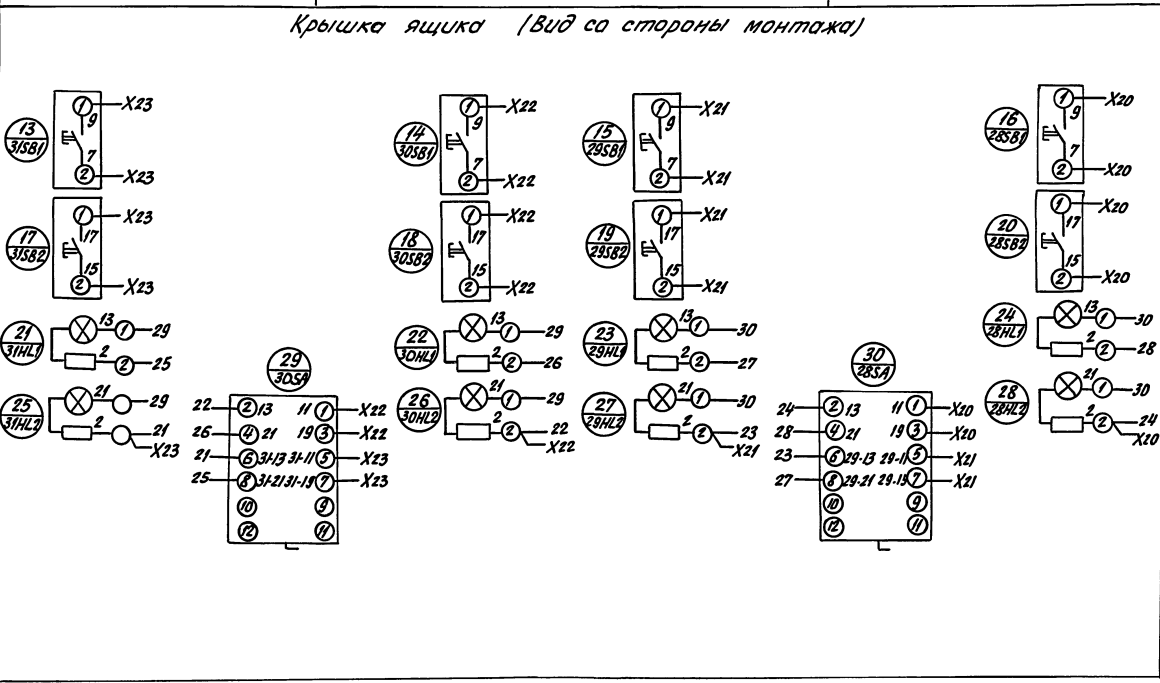 Крышка ящика (Вид со стороны монтажа)
13 31SB1 1 9 7 2 X23 X23
14 30SB1 1 9 7 2 X22 X22
15 29SB1 1 9 7 2 X21 X21
16 28SB1 1 9 7 2 X20 X20
17 31SB2 1 17 15 2 X23 X23
18 30SB2 1 17 15 2 X22 X22
19 29SB2 1 17 15 2 X21 X21
20 28SB2 1 17 15 2 X20 X20
21 31HL1 13 1 29
2 2 25
22 30HL1 13 1 29
2 2 26
23 29HL1 13 1 30
2 2 27
24 28HL1 13 1 30
2 2 28
25 31HL2 21 29
2 21 X23
26 30HL2 21 1 29
2 2 22 X22
27 29HL2 21 1 30
2 2 23 X21
28 28HL2 21 1 30
2 2 24 X20
29 30SA
22 2 13 11 1 X22
26 4 21 19 3 X22
21 6 31-13 31-11 5 X23
25 8 31-21 31-19 7 X23
10 9
12 11
30 28SA
24 2 13 11 1 X20
28 4 21 19 3 X20
23 6 29-13 29-11 5 X21
27 8 29-21 29-19 7 X21
10 9
12 11